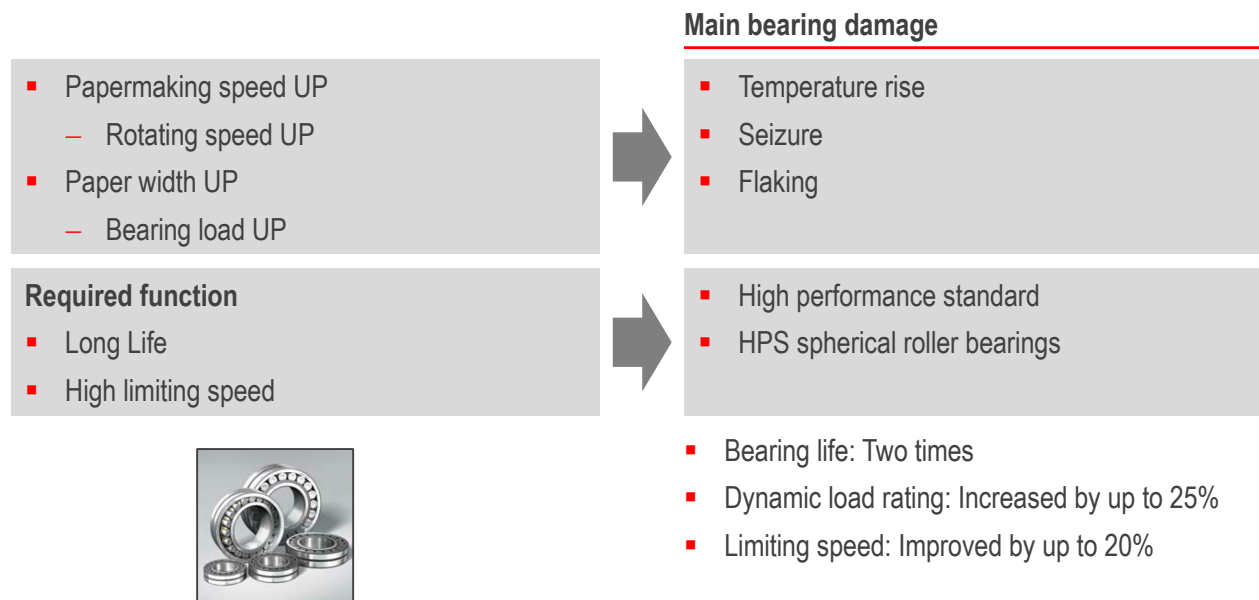 Main bearing damage
▪ Papermaking speed UP
– Rotating speed UP
▪ Paper width UP
– Bearing load UP
▪ Temperature rise
▪ Seizure
▪ Flaking
Required function
▪ Long Life
▪ High limiting speed
▪ High performance standard
▪ HPS spherical roller bearings
▪ Bearing life: Two times
▪ Dynamic load rating: Increased by up to 25%
▪ Limiting speed: Improved by up to 20%